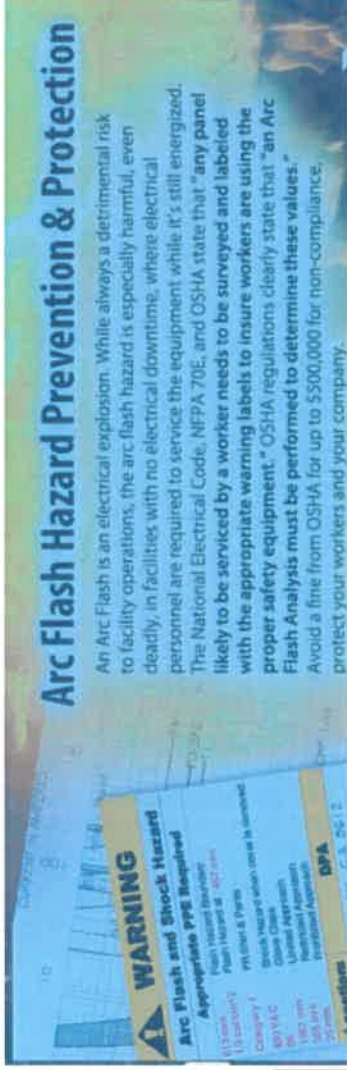 Arc Flash Hazard Prevention & Protection
An Arc Flash is an electrical explosion. While always a detrimental risk
to facility operations, the arc flash hazard is especially harmful, even
deadly, in facilities with no electrical downtime, where electrical
personnel are required to service the equipment while it's still energized.
The National Electrical Code, NFPA 70E, and OSHA state that "any panel
likely to be serviced by a worker needs to be surveyed and labeled
with the appropriate warning labels to insure workers are using the
proper safety equipment." OSHA regulations clearly state that "an Arc
Flash Analysis must be performed to determine these values."
Avoid a fine from OSHA for up to $500,000 for non-compliance,
protect your workers and your company.
WARNING
Arc Flash and Shock Hazard
Appropriate PPE Required
Flash Hazard Boundary
Flash Hazard at
Category
Shock Hazard when cover is removed
Glove Class
Limited Approach
Restricted Approach
Prohibited Approach
Location